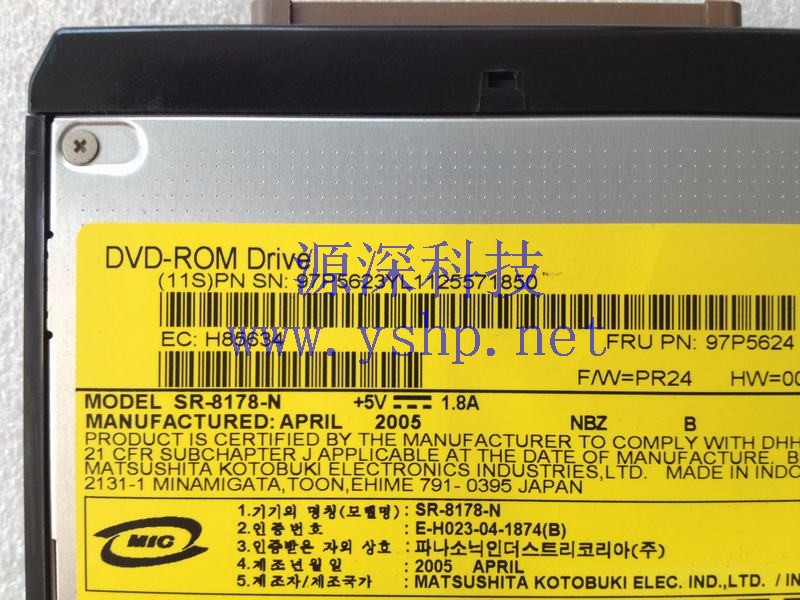 DVD-ROM Drive
源深科技
(11S)PN SN: 97P5623YL1125571850
www.yshp.net
EC: H85634
FRU PN: 97P5624
F/W=PR24 HW=00
MODEL SR-8178-N +5V 1.8A
MANUFACTURED: APRIL 2005 NBZ B
PRODUCT IS CERTIFIED BY THE MANUFACTURER TO COMPLY WITH DHH
21 CFR SUBCHAPTER J APPLICABLE AT THE DATE OF MANUFACTURE.
MATSUSHITA KOTOBUKI ELECTRONICS INDUSTRIES,LTD. MADE IN INDO
2131-1 MINAMIGATA,TOON,EHIME 791- 0395 JAPAN
MIC
1.기기의 명칭(모델명) : SR-8178-N
2.인증번호 : E-H023-04-1874(B)
3.인증받은 자의 상호 : 파나소닉인더스트리코리아(주)
4.제조년월일 : 2005 APRIL
5.제조자/제조국가 : MATSUSHITA KOTOBUKI ELEC. IND.,LTD. / IN